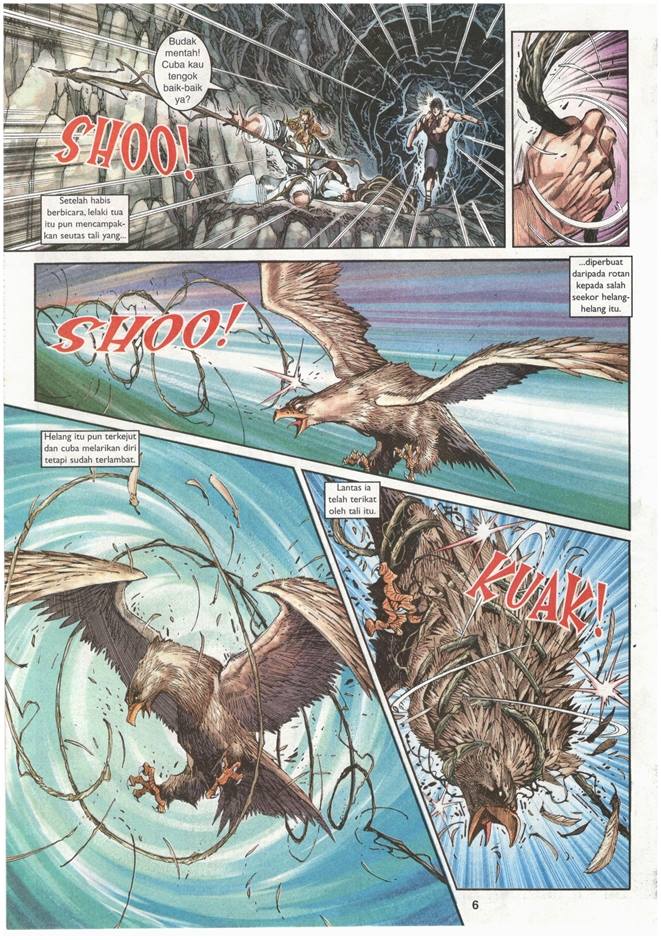 Budak
mentah!
Cuba kau
tengok
baik-baik
ya?
SHOO!
Setelah habis
berbicara, lelaki tua
itu pun mencampak-
kan seutas tali yang...
...diperbuat
daripada rotan
kepada salah
seekor helang-
helang itu.
SHOO!
Helang itu pun terkejut
dan cuba melarikan diri
tetapi sudah terlambat.
Lantas ia
telah terikat
oleh tali itu.
KUAK!
6